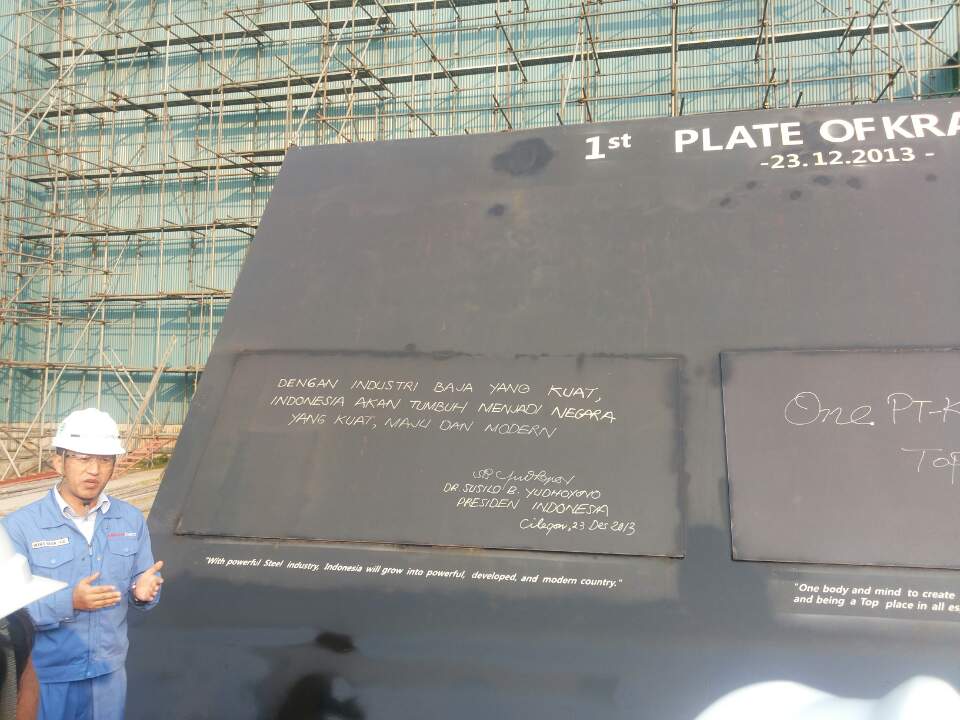 1st PLATE OF KRA
-23.12.2013-
DENGAN INDUSTRI BAJA YANG KUAT,
INDONESIA AKAN TUMBUH MENJADI NEGARA
YANG KUAT, MAJU DAN MODERN
DR. SUSILO B. YUDHOYONO
PRESIDEN INDONESIA
Cilegon, 23 Des 2013
"With powerful Steel industry, Indonesia will grow into powerful, developed, and modern country."
One PT-K
TOP
"One body and mind to create
and being a Top place in all es